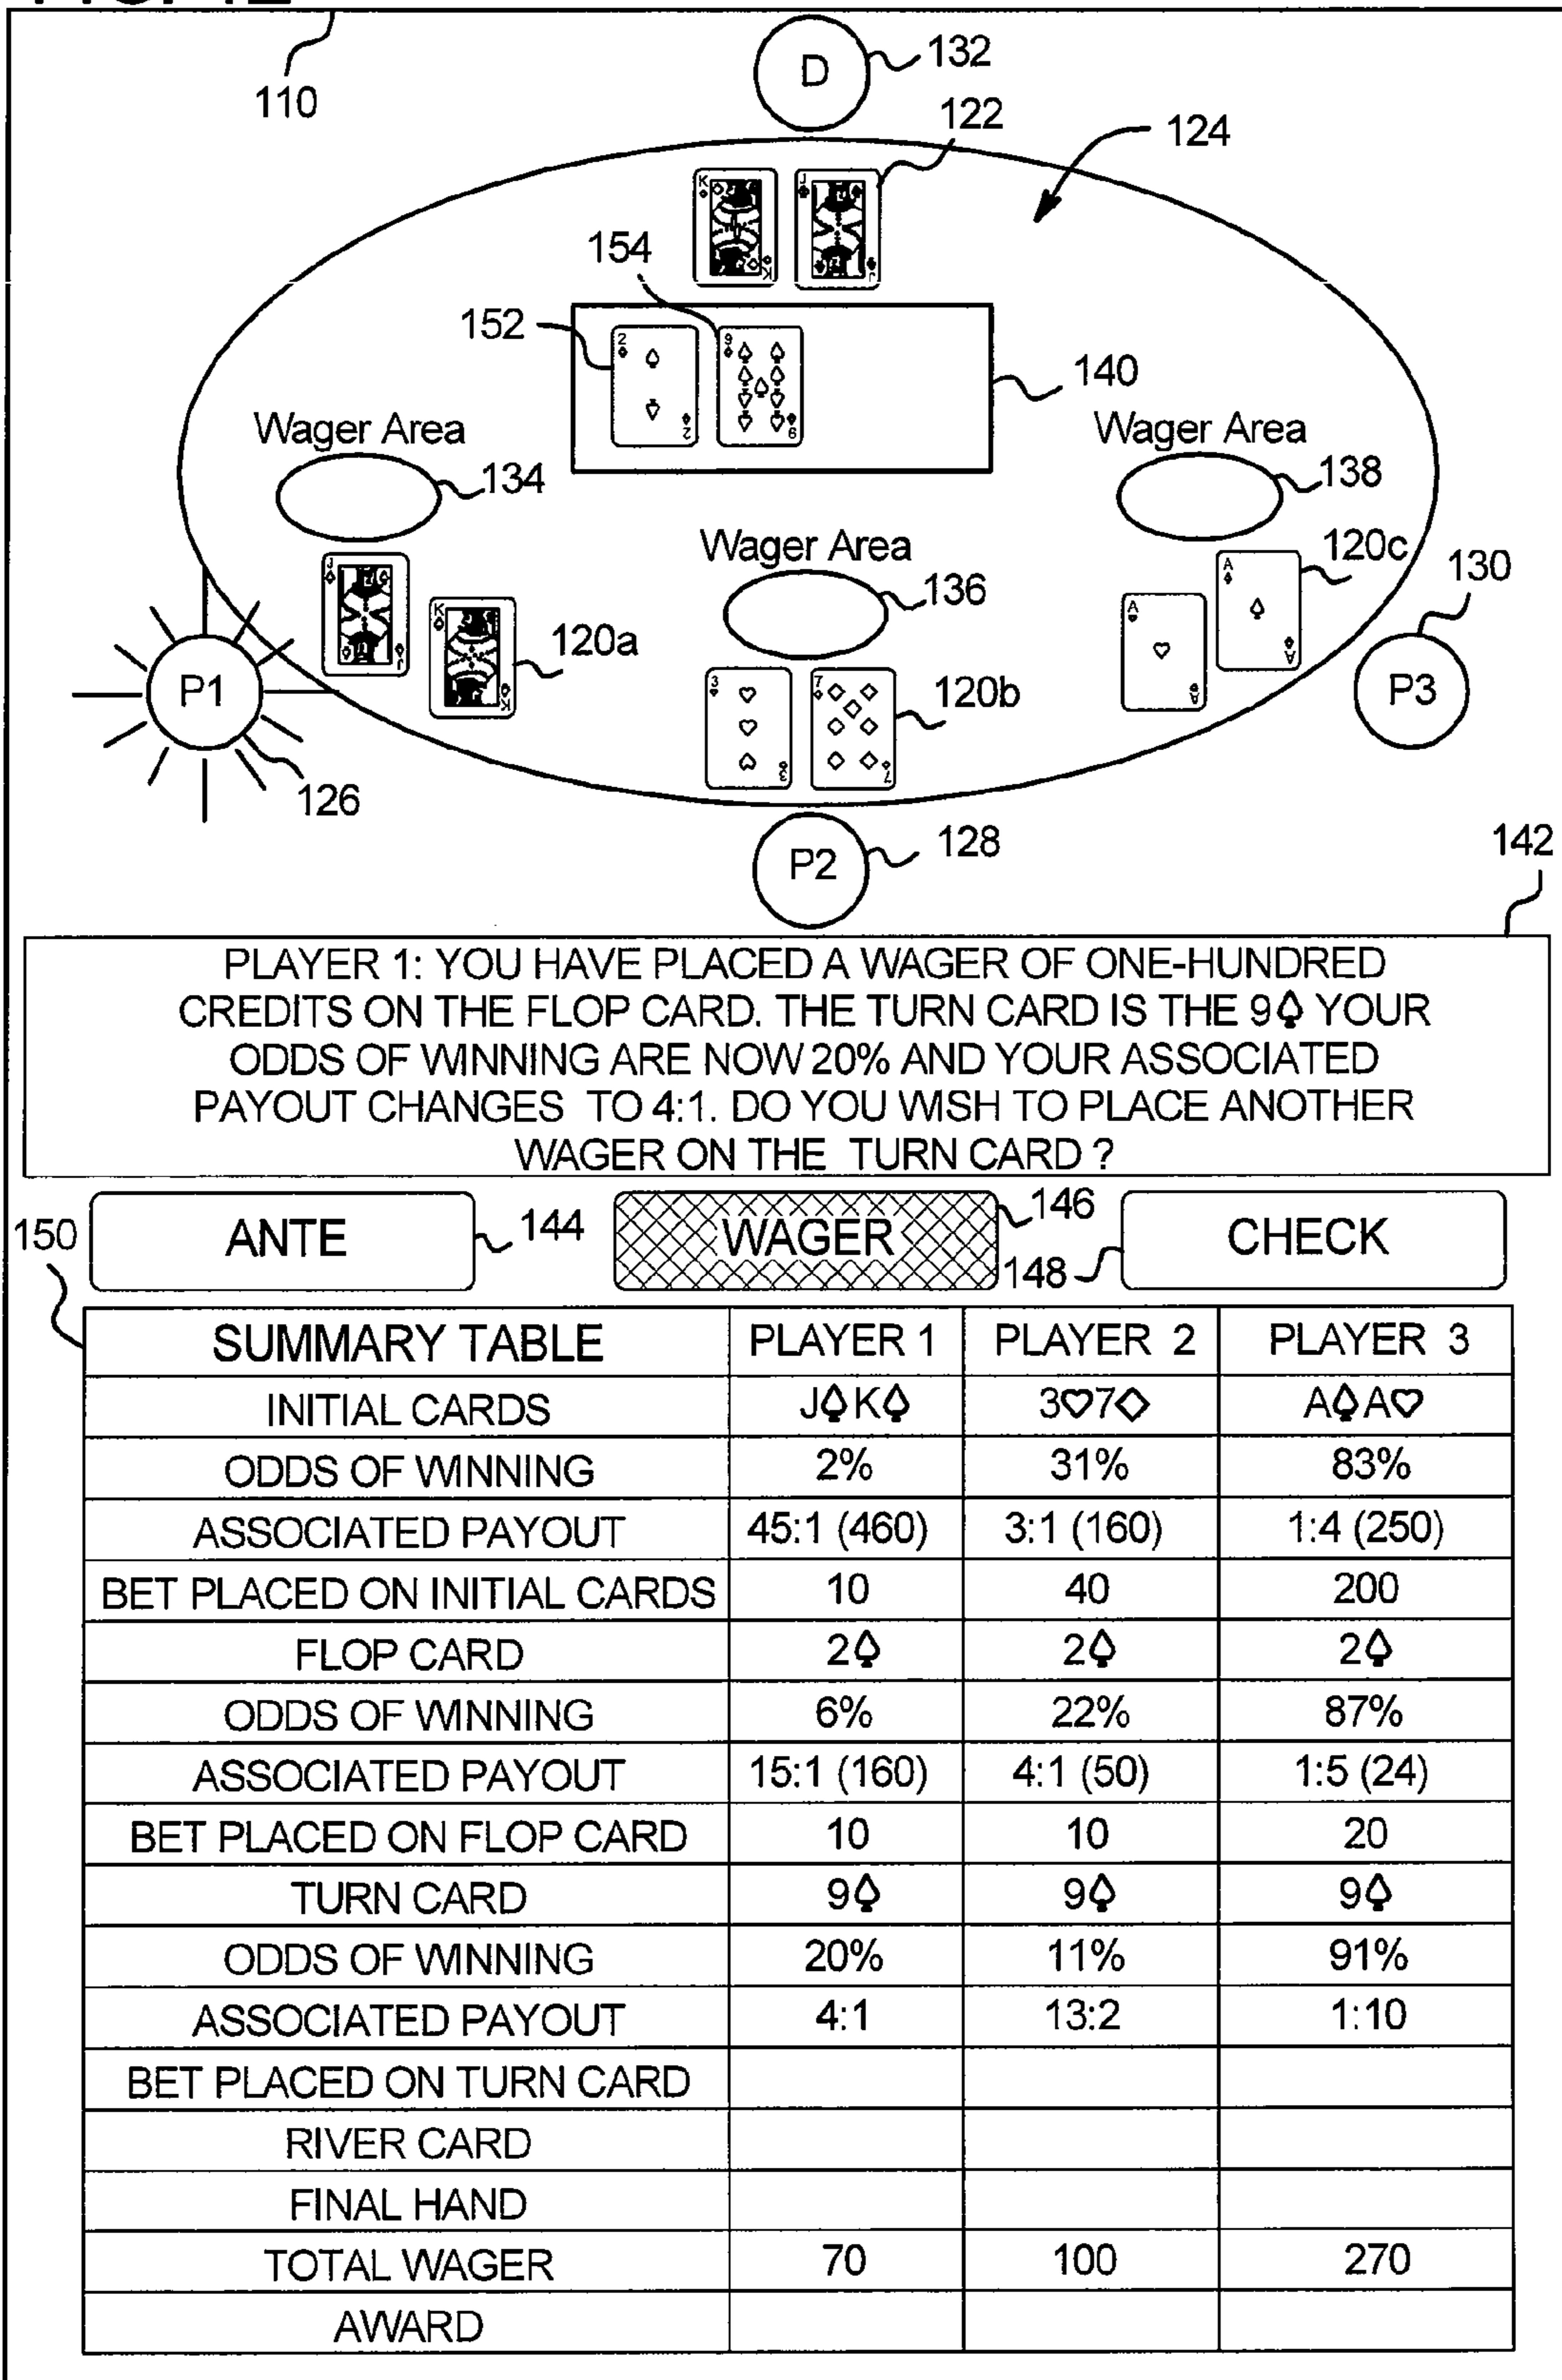 110
D
132
122
124
K
J
154
152
2
9
140
Wager Area
134
Wager Area
138
Wager Area
136
J
K
120a
3
7
120b
A
A
120c
130
P1
126
P3
P2
128
142
PLAYER 1: YOU HAVE PLACED A WAGER OF ONE-HUNDRED
CREDITS ON THE FLOP CARD. THE TURN CARD IS THE 9♤ YOUR
ODDS OF WINNING ARE NOW 20% AND YOUR ASSOCIATED
PAYOUT CHANGES TO 4:1. DO YOU WISH TO PLACE ANOTHER
WAGER ON THE TURN CARD ?
150
ANTE
144
WAGER
146
148
CHECK
SUMMARY TABLE PLAYER 1 PLAYER 2 PLAYER 3
INITIAL CARDS J♤K♤ 3♡7♢ A♤A♡
ODDS OF WINNING 2% 31% 83%
ASSOCIATED PAYOUT 45:1 (460) 3:1 (160) 1:4 (250)
BET PLACED ON INITIAL CARDS 10 40 200
FLOP CARD 2♤ 2♤ 2♤
ODDS OF WINNING 6% 22% 87%
ASSOCIATED PAYOUT 15:1 (160) 4:1 (50) 1:5 (24)
BET PLACED ON FLOP CARD 10 10 20
TURN CARD 9♤ 9♤ 9♤
ODDS OF WINNING 20% 11% 91%
ASSOCIATED PAYOUT 4:1 13:2 1:10
BET PLACED ON TURN CARD
RIVER CARD
FINAL HAND
TOTAL WAGER 70 100 270
AWARD